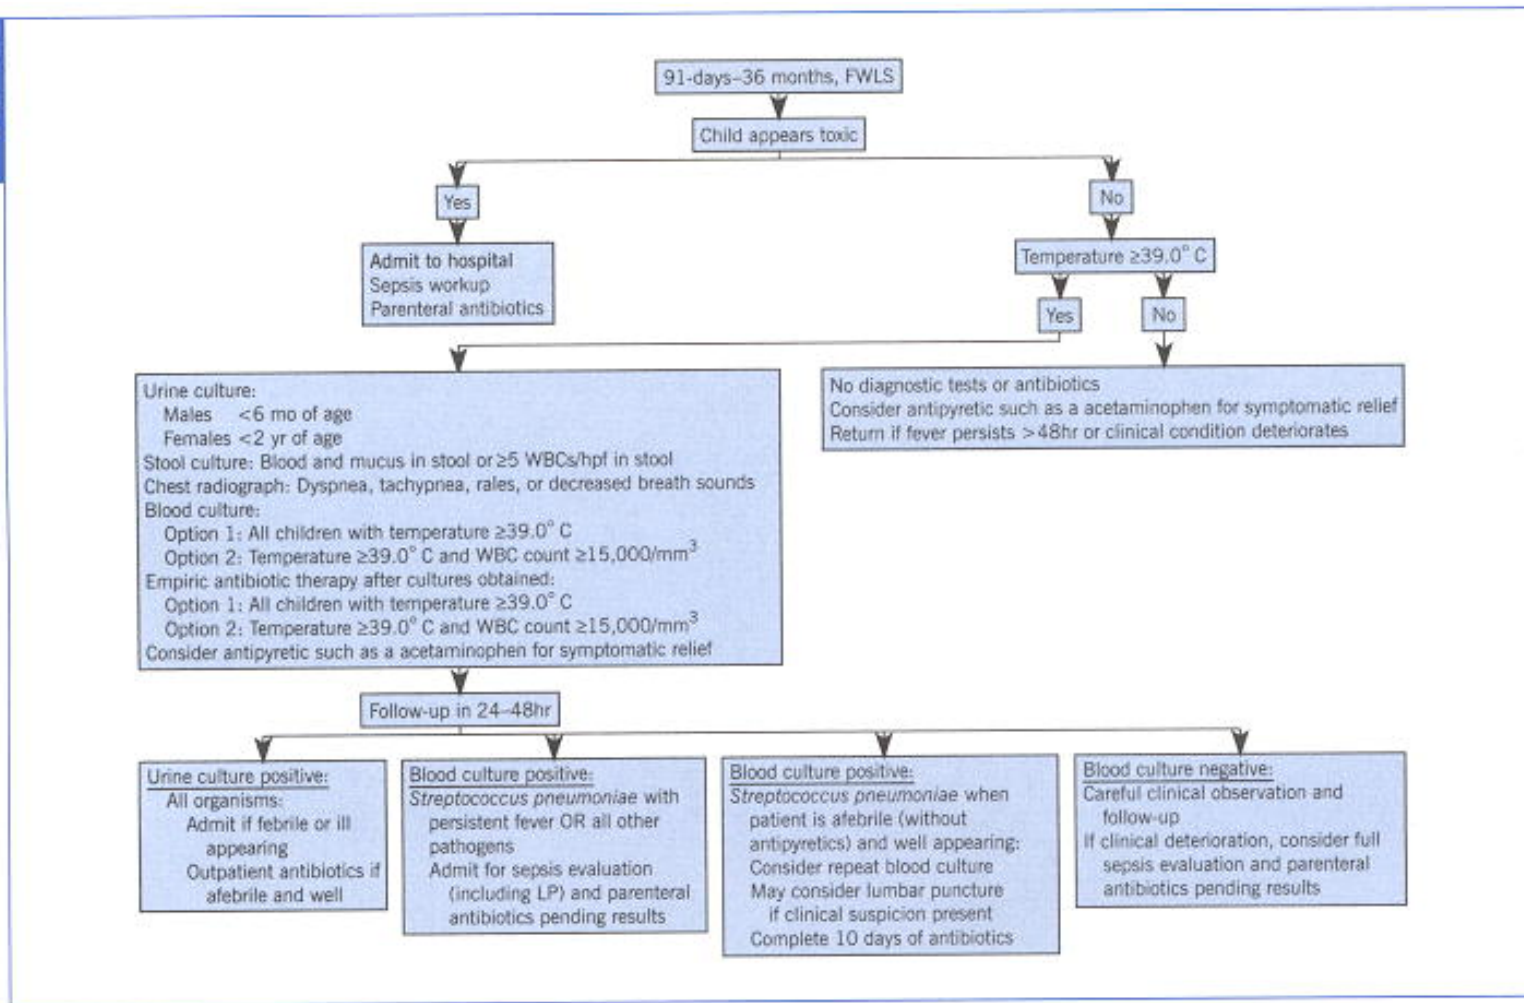 91-days–36 months, FWLS
Child appears toxic
Yes
No
Admit to hospital
Sepsis workup
Parenteral antibiotics
Temperature ≥39.0° C
Yes
No
Urine culture:
Males <6 mo of age
Females <2 yr of age
Stool culture: Blood and mucus in stool or ≥5 WBCs/hpf in stool
Chest radiograph: Dyspnea, tachypnea, rales, or decreased breath sounds
Blood culture:
Option 1: All children with temperature ≥39.0° C
Option 2: Temperature ≥39.0° C and WBC count ≥15,000/mm³
Empiric antibiotic therapy after cultures obtained:
Option 1: All children with temperature ≥39.0° C
Option 2: Temperature ≥39.0° C and WBC count ≥15,000/mm³
Consider antipyretic such as a acetaminophen for symptomatic relief
No diagnostic tests or antibiotics
Consider antipyretic such as a acetaminophen for symptomatic relief
Return if fever persists >48hr or clinical condition deteriorates
Follow-up in 24–48hr
Urine culture positive:
All organisms:
Admit if febrile or ill
appearing
Outpatient antibiotics if
afebrile and well
Blood culture positive:
Streptococcus pneumoniae with
persistent fever OR all other
pathogens
Admit for sepsis evaluation
(including LP) and parenteral
antibiotics pending results
Blood culture positive:
Streptococcus pneumoniae when
patient is afebrile (without
antipyretics) and well appearing:
Consider repeat blood culture
May consider lumbar puncture
if clinical suspicion present
Complete 10 days of antibiotics
Blood culture negative:
Careful clinical observation and
follow-up
If clinical deterioration, consider full
sepsis evaluation and parenteral
antibiotics pending results